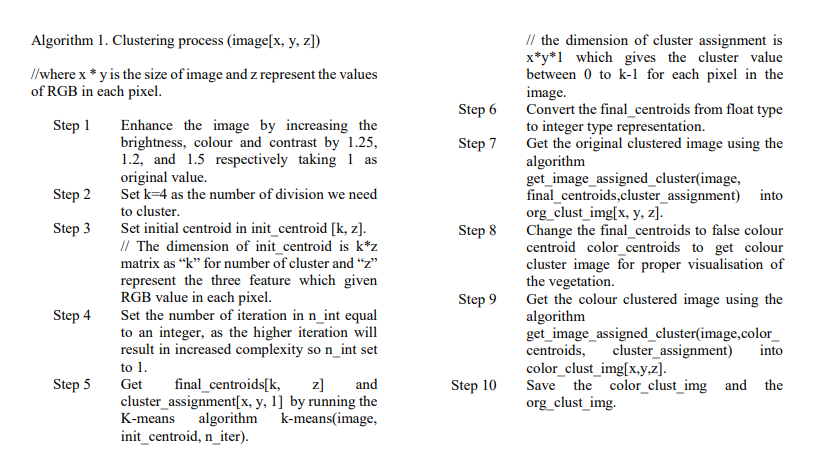 Algorithm 1. Clustering process (image[x, y, z])
//where x * y is the size of image and z represent the values
of RGB in each pixel.
Step 1 Enhance the image by increasing the
brightness, colour and contrast by 1.25,
1.2, and 1.5 respectively taking 1 as
original value.
Step 2 Set k=4 as the number of division we need
to cluster.
Step 3 Set initial centroid in init_centroid [k, z].
// The dimension of init_centroid is k*z
matrix as “k” for number of cluster and “z”
represent the three feature which given
RGB value in each pixel.
Step 4 Set the number of iteration in n_int equal
to an integer, as the higher iteration will
result in increased complexity so n_int set
to 1.
Step 5 Get final_centroids[k, z] and
cluster_assignment[x, y, 1] by running the
K-means algorithm k-means(image,
init_centroid, n_iter).
// the dimension of cluster assignment is
x*y*1 which gives the cluster value
between 0 to k-1 for each pixel in the
image.
Step 6 Convert the final_centroids from float type
to integer type representation.
Step 7 Get the original clustered image using the
algorithm
get_image_assigned_cluster(image,
final_centroids,cluster_assignment) into
org_clust_img[x, y, z].
Step 8 Change the final_centroids to false colour
centroid color_centroids to get colour
cluster image for proper visualisation of
the vegetation.
Step 9 Get the colour clustered image using the
algorithm
get_image_assigned_cluster(image,color_
centroids, cluster_assignment) into
color_clust_img[x,y,z].
Step 10 Save the color_clust_img and the
org_clust_img.